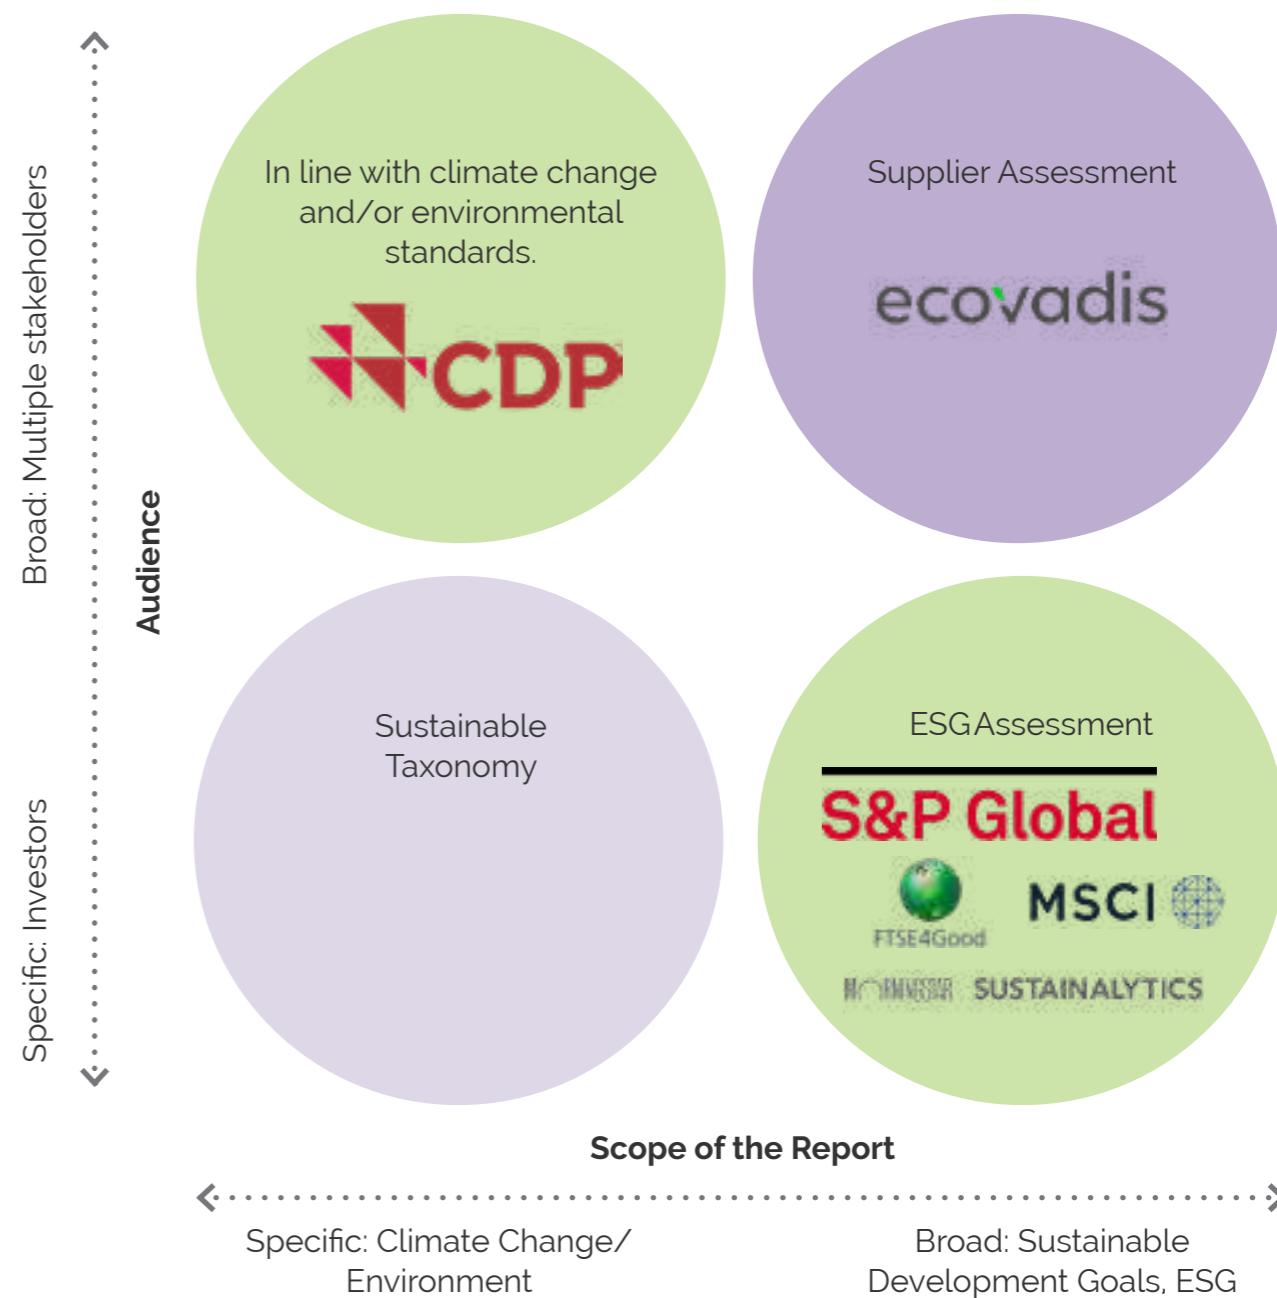 Broad: Multiple stakeholders
Audience
Specific: Investors
In line with climate change
and/or environmental
standards.
CDP
Supplier Assessment
ecovadis
Sustainable
Taxonomy
ESG Assessment
S&P Global
FTSE4Good
MSCI
MORNINGSTAR SUSTAINALYTICS
Scope of the Report
Specific: Climate Change/
Environment
Broad: Sustainable
Development Goals, ESG